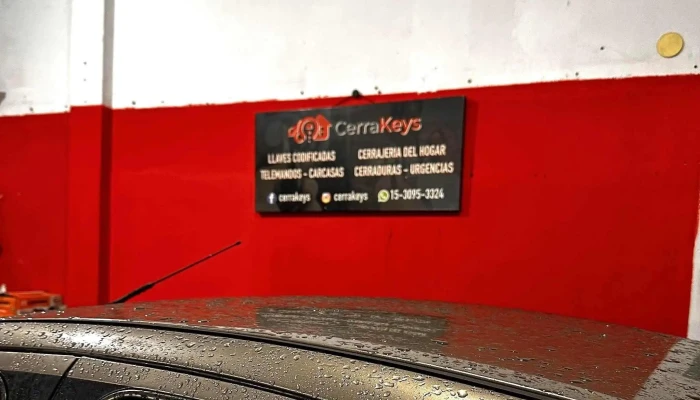 CerraKeys
LLAVES CODIFICADAS
TELEMANDOS - CARCASAS
CERRAJERIA DEL HOGAR
CERRADURAS - URGENCIAS
cerrakeys cerrakeys 15-3095-3324